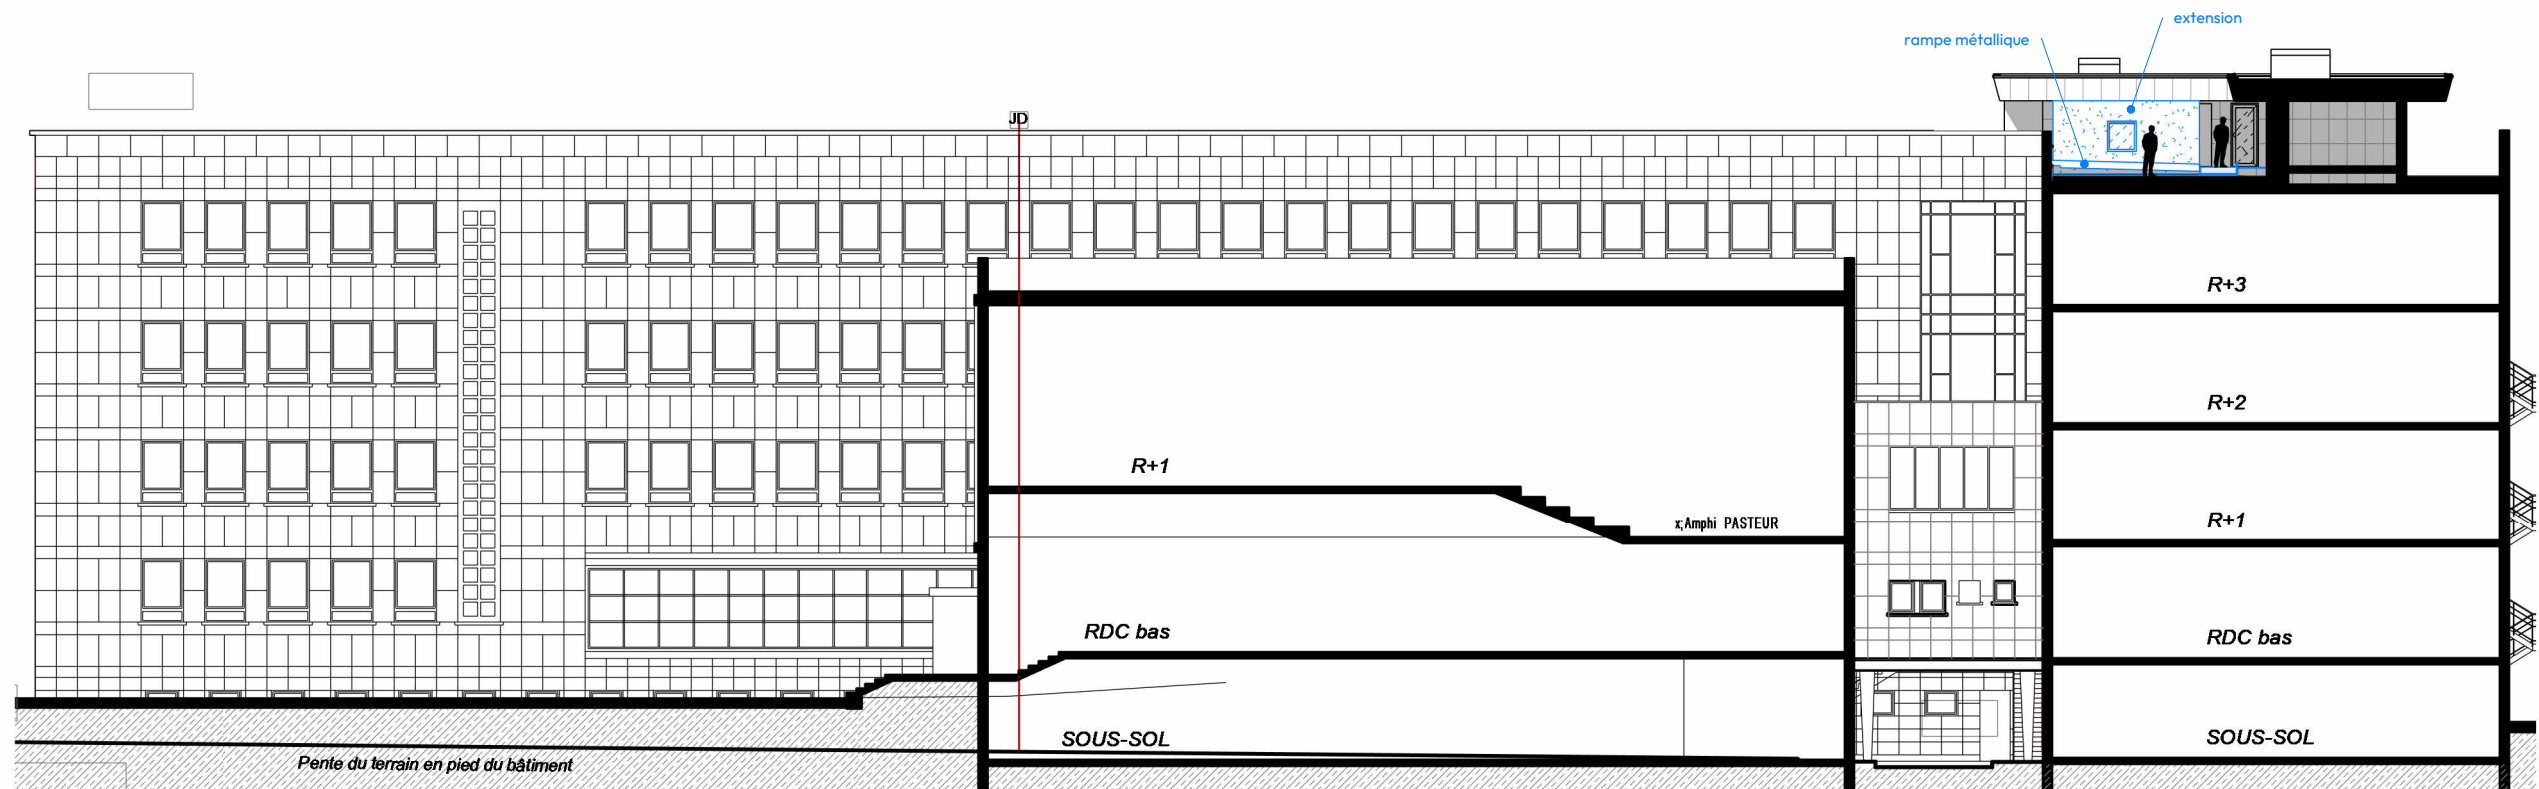 extension
rampe métallique
JD
R+3
R+2
R+1
R+1
x;Amphi PASTEUR
RDC bas
RDC bas
SOUS-SOL
SOUS-SOL
Pente du terrain en pied du bâtiment